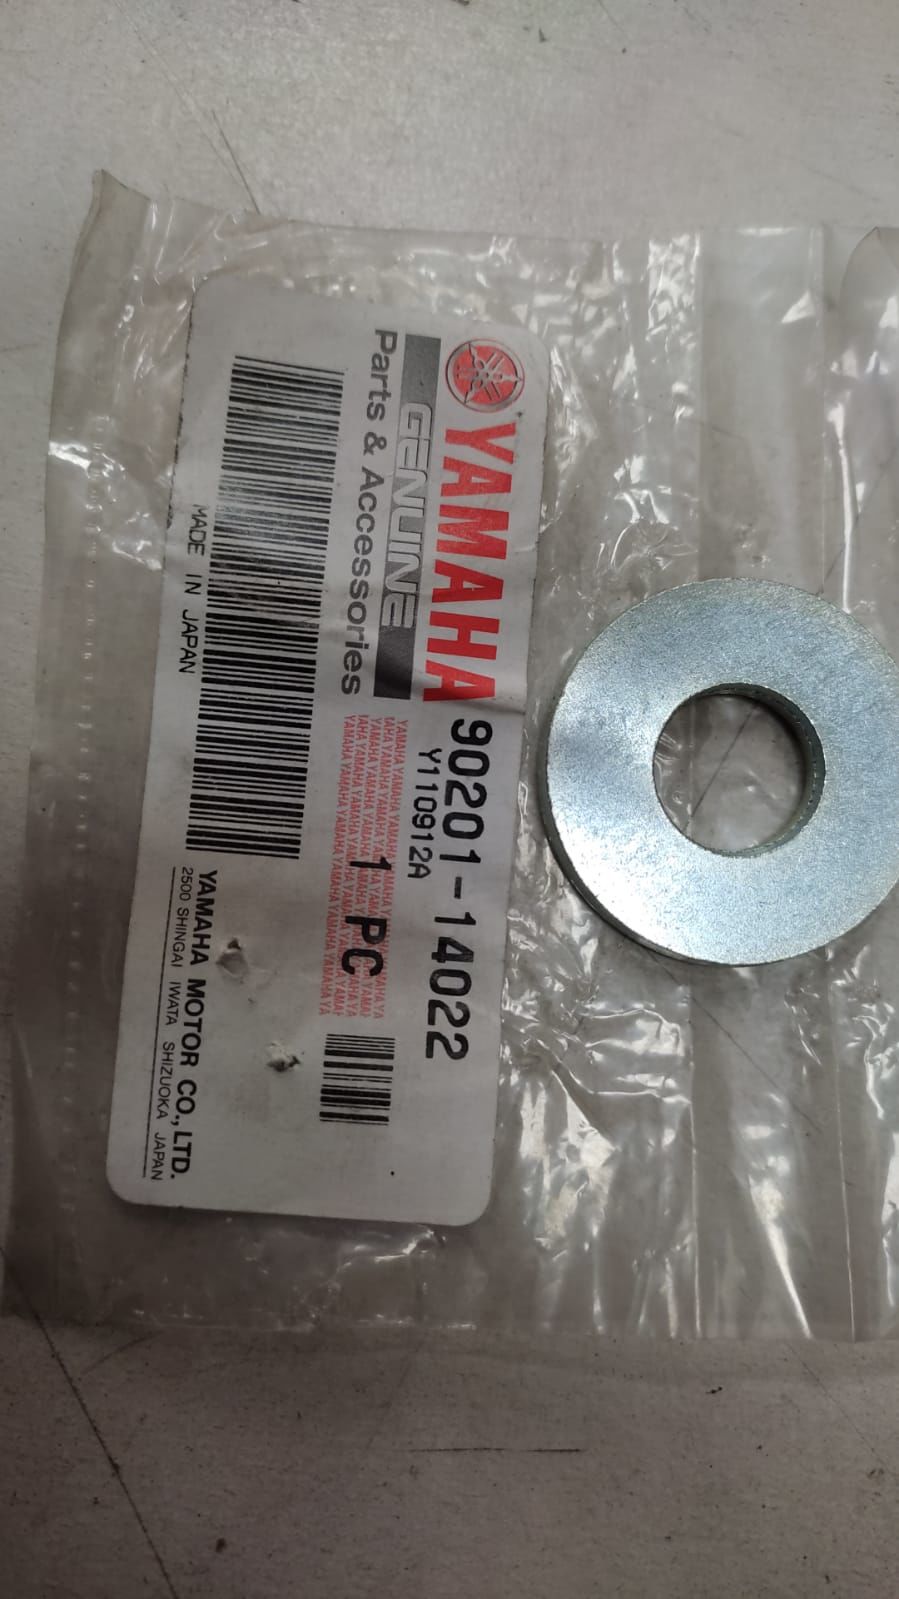 YAMAHA 90201-14022
GENUINE Y110912A
Parts & Accessories
1 PC
MADE IN JAPAN
YAMAHA MOTOR CO., LTD.
2500 SHINGAI IWATA SHIZUOKA JAPAN